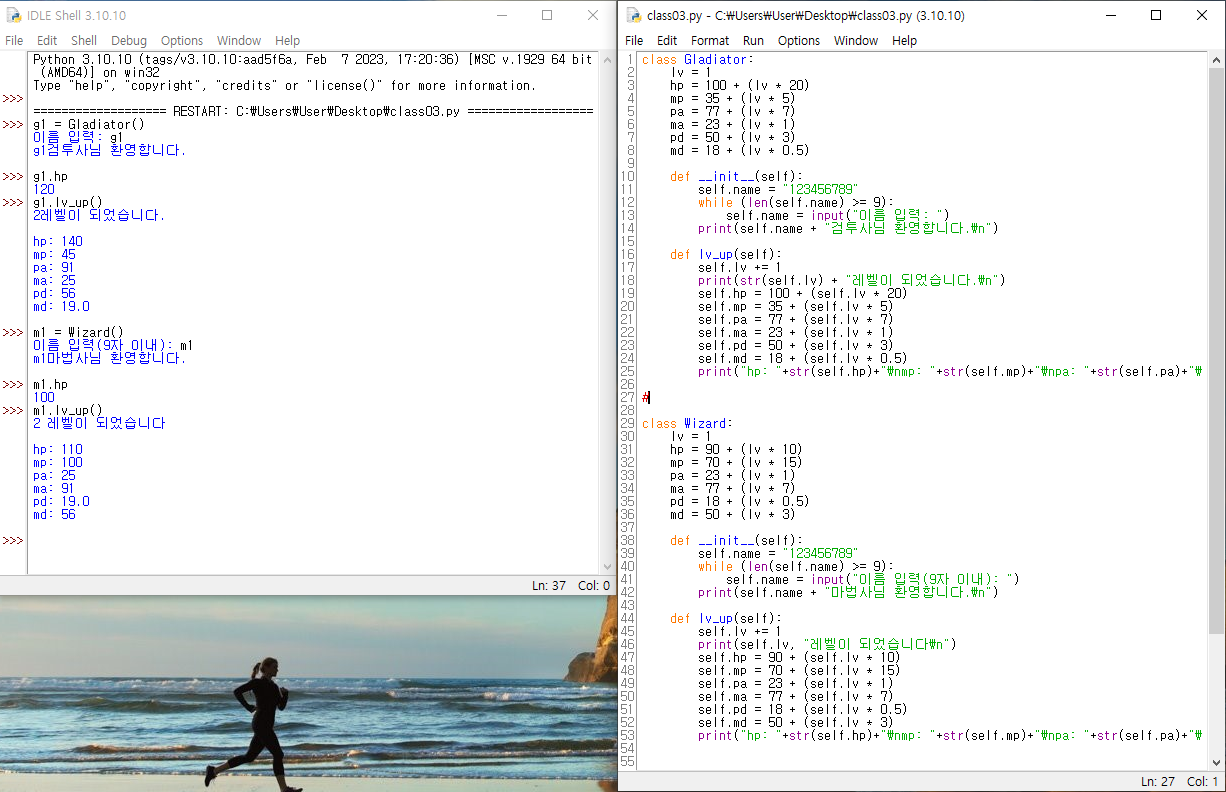 IDLE Shell 3.10.10
File Edit Shell Debug Options Window Help
Python 3.10.10 (tags/v3.10.10:aad5f6a, Feb  7 2023, 17:20:36) [MSC v.1929 64 bit
 (AMD64)] on win32
Type "help", "copyright", "credits" or "license()" for more information.
>>>
=================== RESTART: C:₩Users₩User₩Desktop₩class03.py ==================
>>> g1 = Gladiator()
이름 입력: g1
g1검투사님 환영합니다.
>>> g1.hp
120
>>> g1.lv_up()
2레벨이 되었습니다.
hp: 140
mp: 45
pa: 91
ma: 25
pd: 56
md: 19.0
>>> m1 = Wizard()
이름 입력(9자 이내): m1
m1마법사님 환영합니다.
>>> m1.hp
100
>>> m1.lv_up()
2 레벨이 되었습니다
hp: 110
mp: 100
pa: 25
ma: 91
pd: 19.0
md: 56
>>>
Ln: 37 Col: 0
class03.py - C:₩Users₩User₩Desktop₩class03.py (3.10.10)
File Edit Format Run Options Window Help
1 class Gladiator:
2     lv = 1
3     hp = 100 + (lv * 20)
4     mp = 35 + (lv * 5)
5     pa = 77 + (lv * 7)
6     ma = 23 + (lv * 1)
7     pd = 50 + (lv * 3)
8     md = 18 + (lv * 0.5)
9
10     def __init__(self):
11         self.name = "123456789"
12         while (len(self.name) >= 9):
13             self.name = input("이름 입력: ")
14         print(self.name + "검투사님 환영합니다.₩n")
15
16     def lv_up(self):
17         self.lv += 1
18         print(str(self.lv) + "레벨이 되었습니다.₩n")
19         self.hp = 100 + (self.lv * 20)
20         self.mp = 35 + (self.lv * 5)
21         self.pa = 77 + (self.lv * 7)
22         self.ma = 23 + (self.lv * 1)
23         self.pd = 50 + (self.lv * 3)
24         self.md = 18 + (self.lv * 0.5)
25         print("hp: "+str(self.hp)+"₩nmp: "+str(self.mp)+"₩npa: "+str(self.pa)+"₩
26
27 #
28
29 class Wizard:
30     lv = 1
31     hp = 90 + (lv * 10)
32     mp = 70 + (lv * 15)
33     pa = 23 + (lv * 1)
34     ma = 77 + (lv * 7)
35     pd = 18 + (lv * 0.5)
36     md = 50 + (lv * 3)
37
38     def __init__(self):
39         self.name = "123456789"
40         while (len(self.name) >= 9):
41             self.name = input("이름 입력(9자 이내): ")
42         print(self.name + "마법사님 환영합니다.₩n")
43
44     def lv_up(self):
45         self.lv += 1
46         print(self.lv, "레벨이 되었습니다₩n")
47         self.hp = 90 + (self.lv * 10)
48         self.mp = 70 + (self.lv * 15)
49         self.pa = 23 + (self.lv * 1)
50         self.ma = 77 + (self.lv * 7)
51         self.pd = 18 + (self.lv * 0.5)
52         self.md = 50 + (self.lv * 3)
53         print("hp: "+str(self.hp)+"₩nmp: "+str(self.mp)+"₩npa: "+str(self.pa)+"₩
54
55
Ln: 27 Col: 1